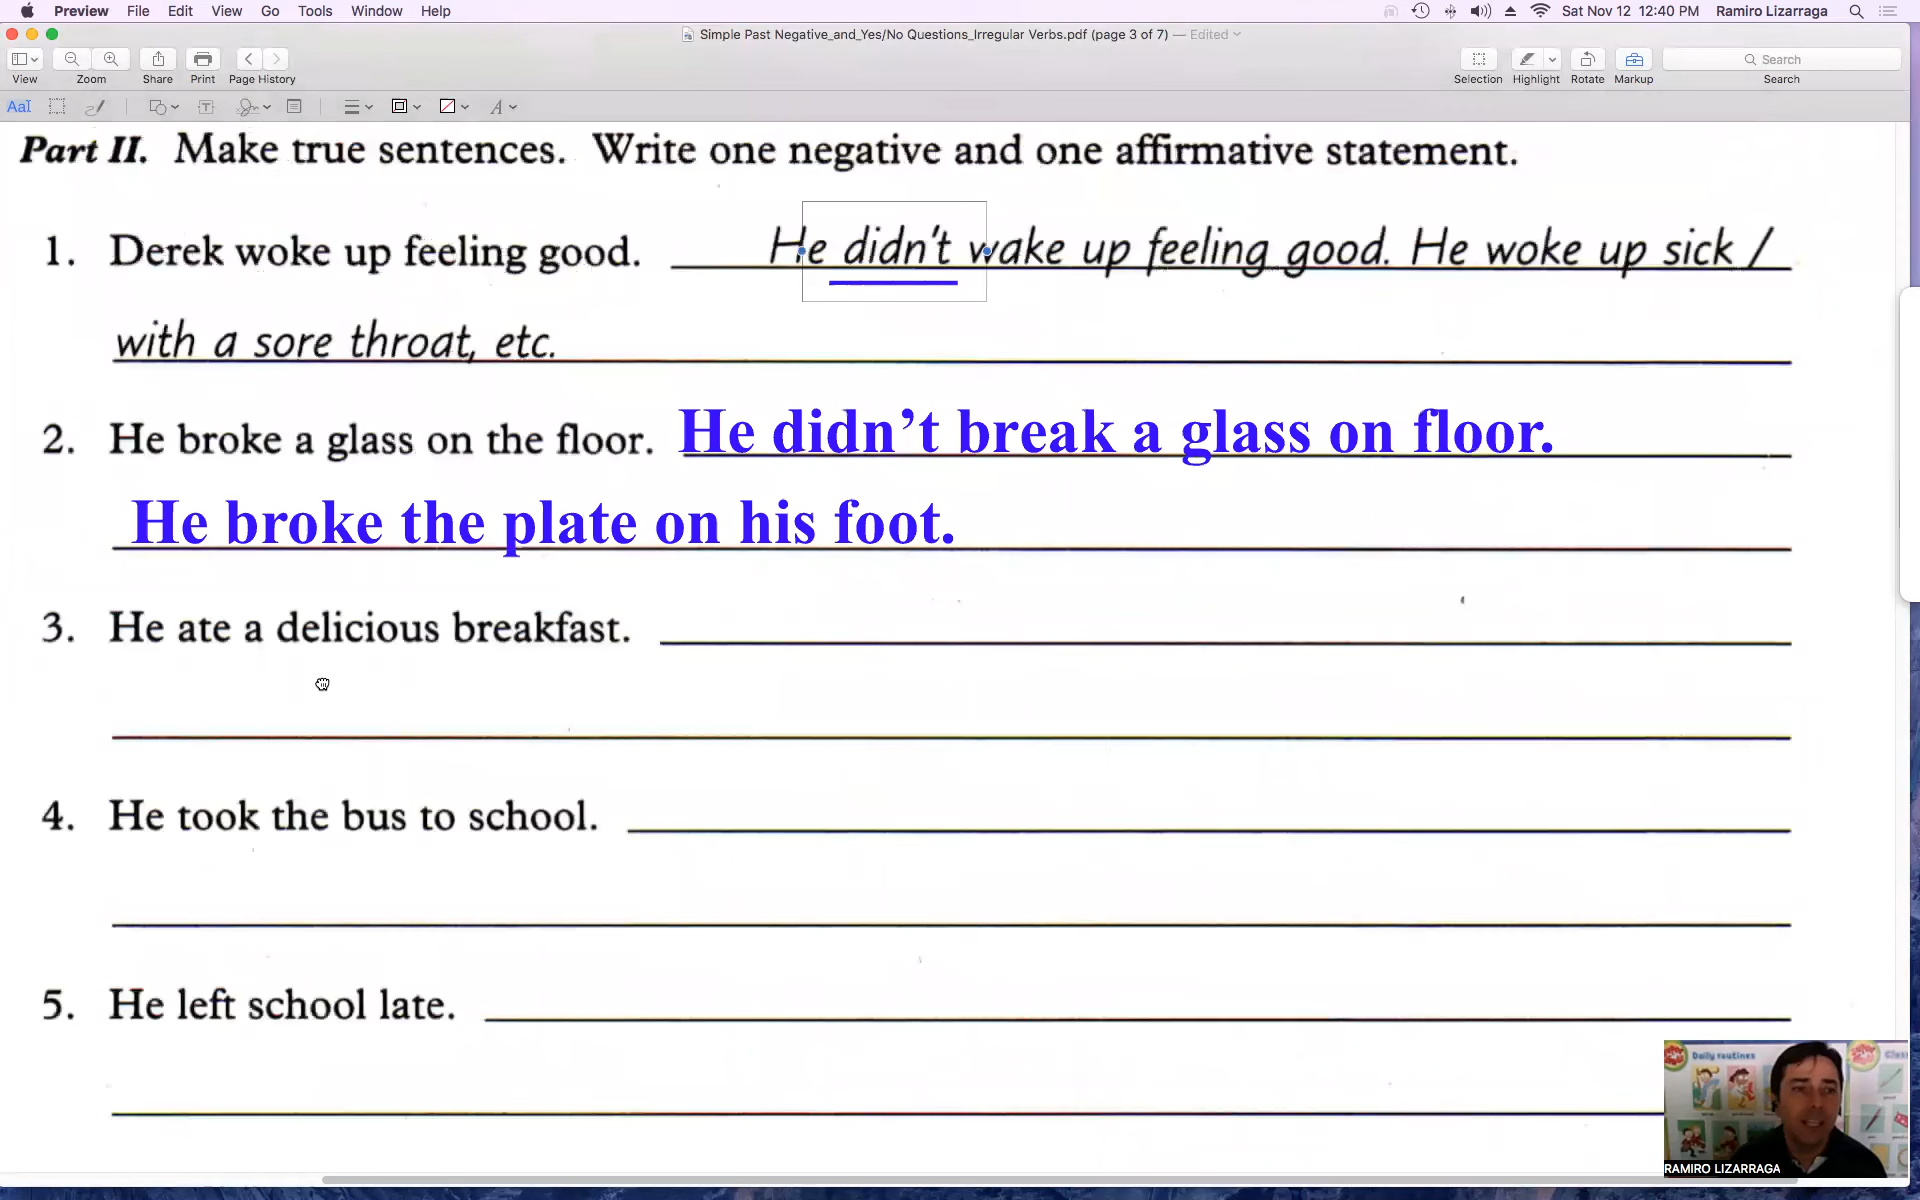 Preview File Edit View Go Tools Window Help Sat Nov 12 12:40 PM Ramiro Lizarraga
Simple Past Negative_and_Yes/No Questions_Irregular Verbs.pdf (page 3 of 7) — Edited
Search
View Zoom Share Print Page History Selection Highlight Rotate Markup Search
AaI T A
Part II. Make true sentences. Write one negative and one affirmative statement.
1. Derek woke up feeling good. He didn't wake up feeling good. He woke up sick /
with a sore throat, etc.
2. He broke a glass on the floor. He didn’t break a glass on floor.
He broke the plate on his foot.
3. He ate a delicious breakfast.
4. He took the bus to school.
5. He left school late.
Daily routines
RAMIRO LIZARRAGA